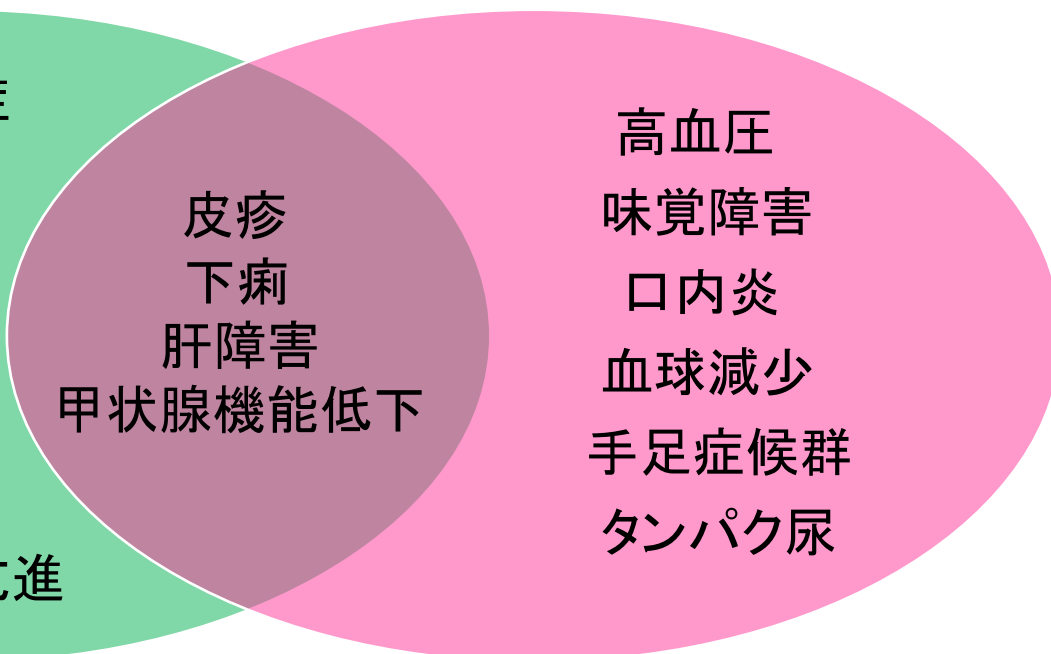 症
皮疹
下痢
肝障害
甲状腺機能低下
進
高血圧
味覚障害
口内炎
血球減少
手足症候群
タンパク尿